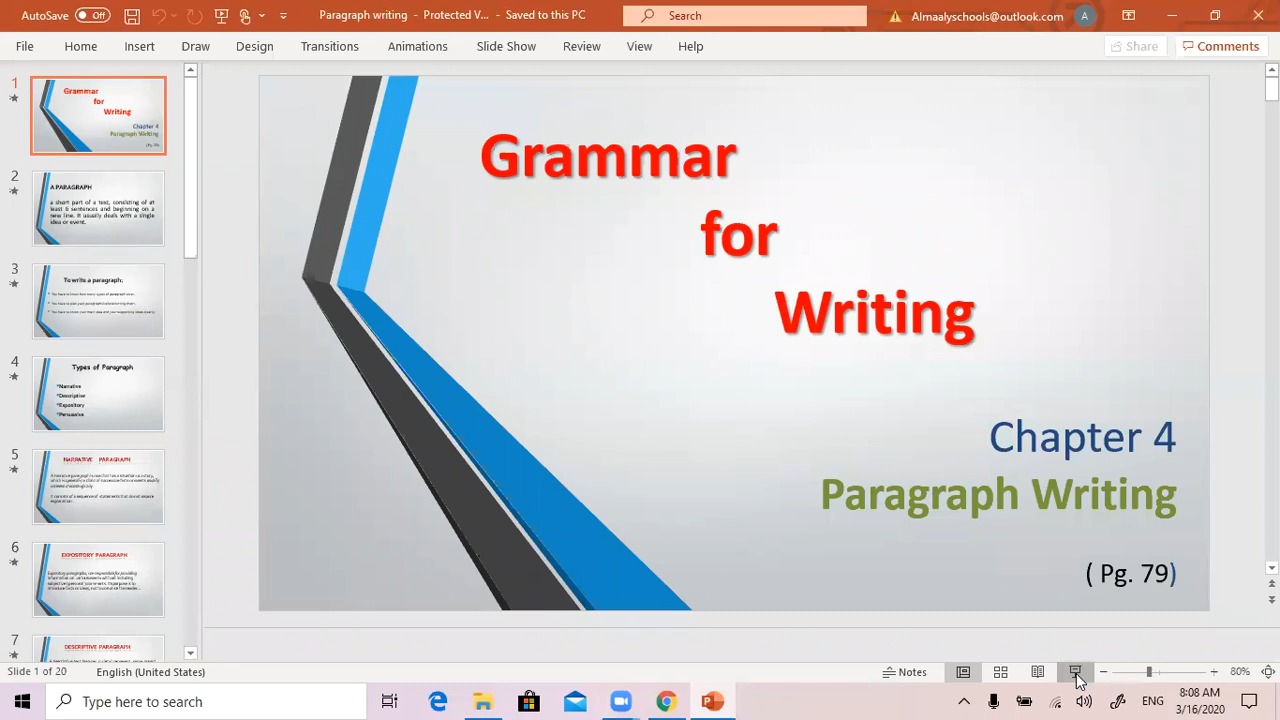 AutoSave Off Paragraph writing - Protected V... - Saved to this PC Search Almaalyschools@outlook.com A
File Home Insert Draw Design Transitions Animations Slide Show Review View Help Share Comments
1
Grammar
for
Writing
Chapter 4
Paragraph Writing
(Pg. 79)
2
A PARAGRAPH
a short part of a text, consisting of at
least 6 sentences and beginning on a
new line. It usually deals with a single
idea or event.
3
To write a paragraph:
4
Types of Paragraph
*Narrative
*Descriptive
*Expository
*Persuasive
5
NARRATIVE PARAGRAPH
6
EXPOSITORY PARAGRAPH
7
DESCRIPTIVE PARAGRAPH
Grammar
for
Writing
Chapter 4
Paragraph Writing
( Pg. 79)
Slide 1 of 20 English (United States) Notes 80%
Type here to search ENG 8:08 AM
3/16/2020